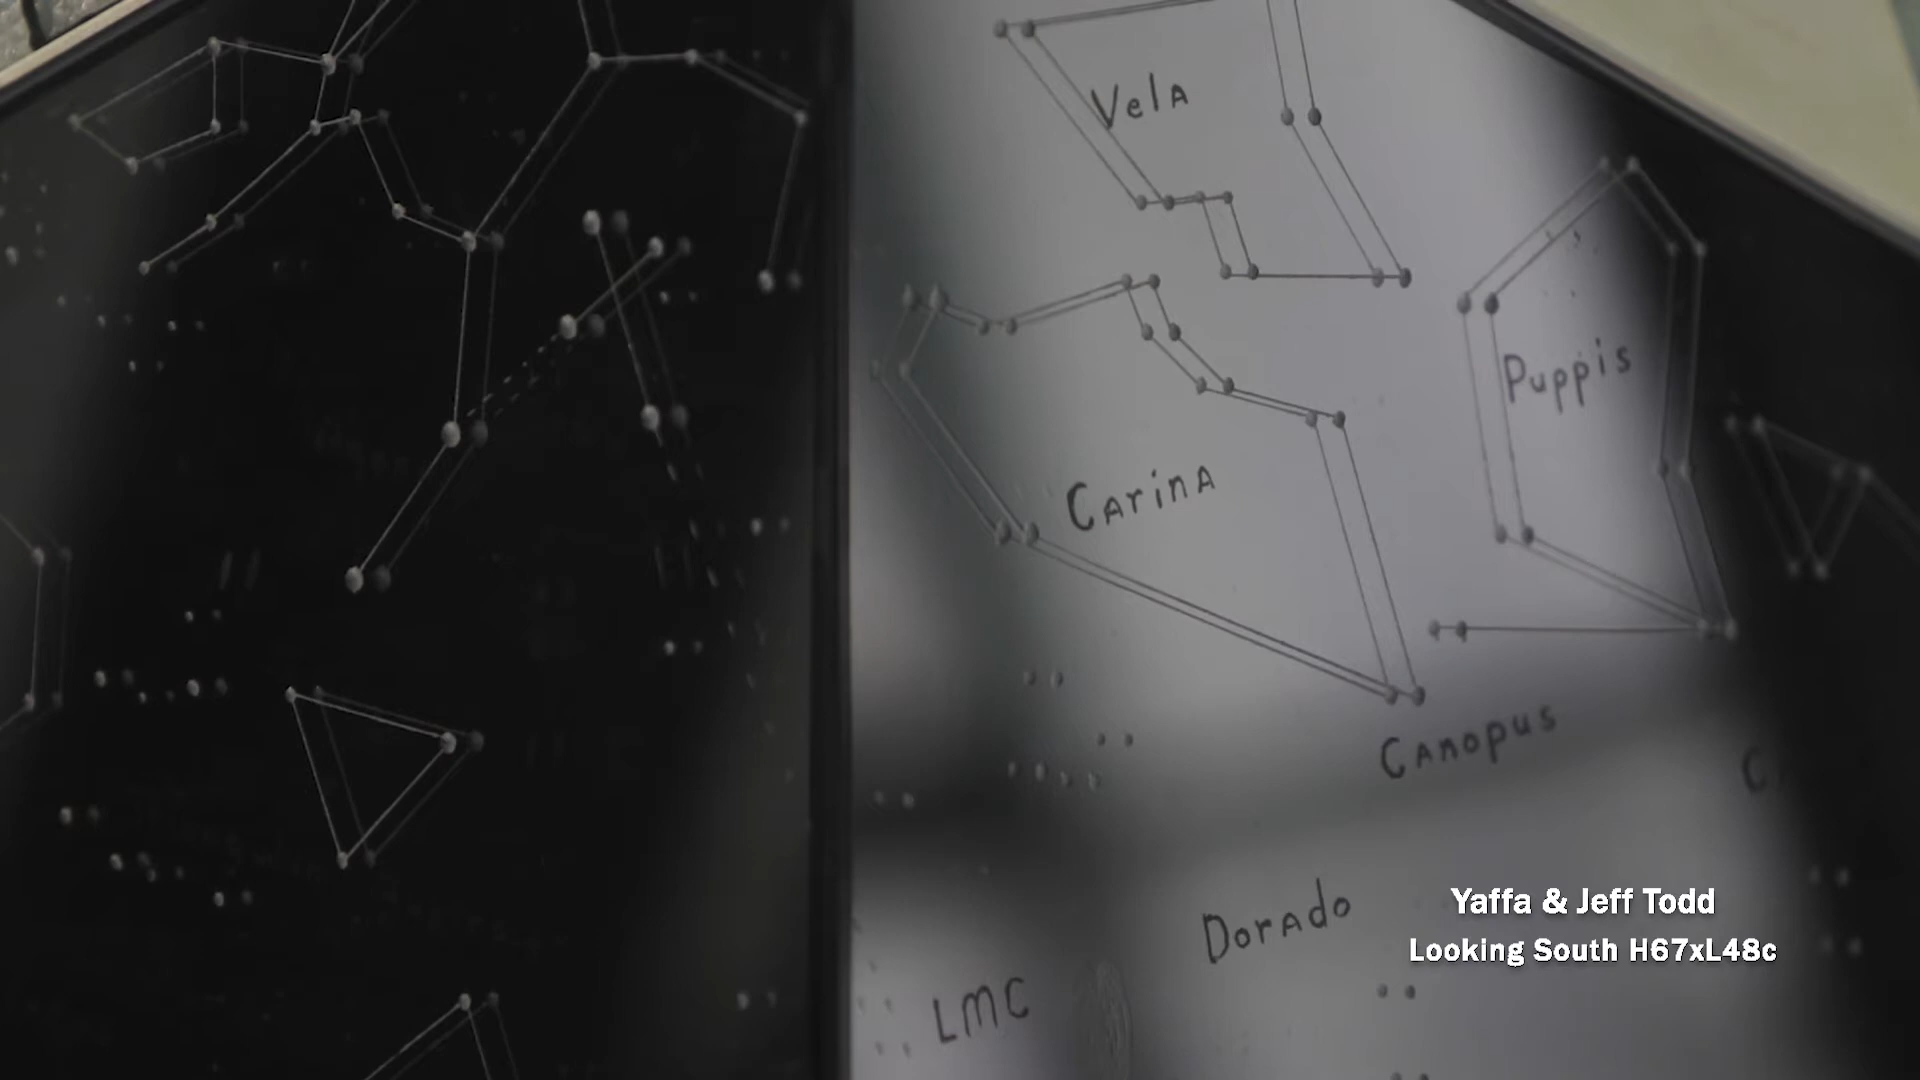 VelA
Puppis
CArinA
CAnopus
C
DorAdo
LMC
Yaffa & Jeff Todd
Looking South H67xL48c